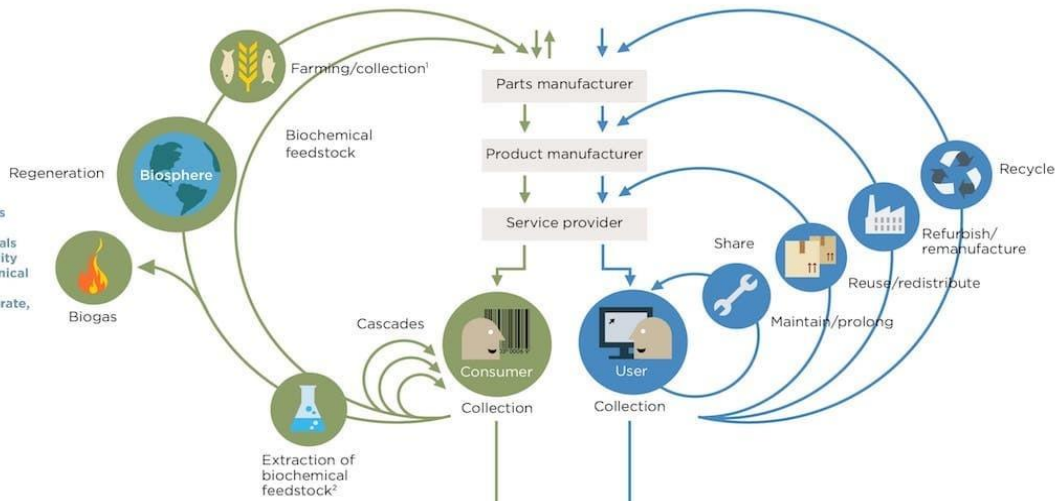 Farming/collection¹
Parts manufacturer
Biochemical
feedstock
Product manufacturer
Regeneration
Biosphere
Recycle
Service provider
Share
Refurbish/
remanufacture
Reuse/redistribute
Biogas
Cascades
Maintain/prolong
Consumer
User
Collection
Collection
Extraction of
biochemical
feedstock²